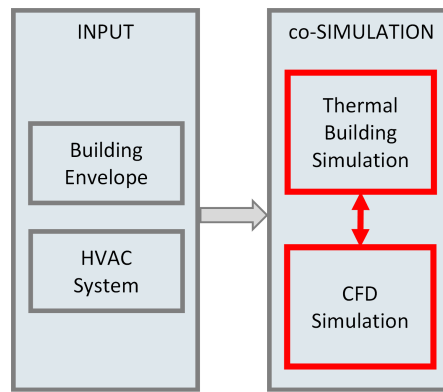 INPUT
Building
Envelope
HVAC
System
co-SIMULATION
Thermal
Building
Simulation
CFD
Simulation